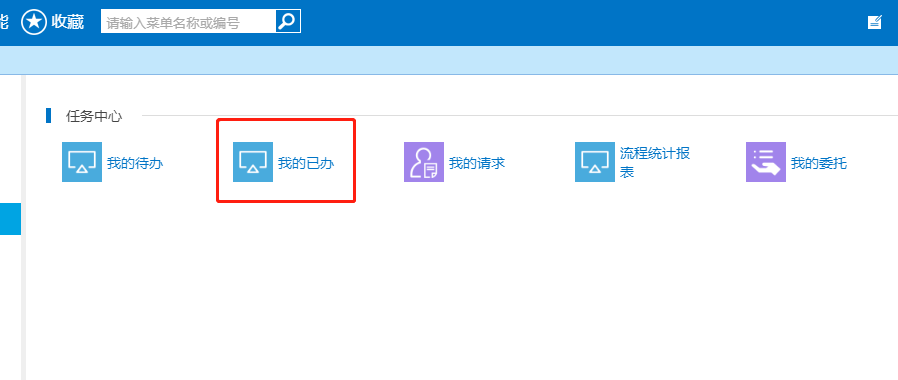 能 收藏 请输入菜单名称或编号
任务中心
我的待办 我的已办 我的请求 流程统计报
表 我的委托